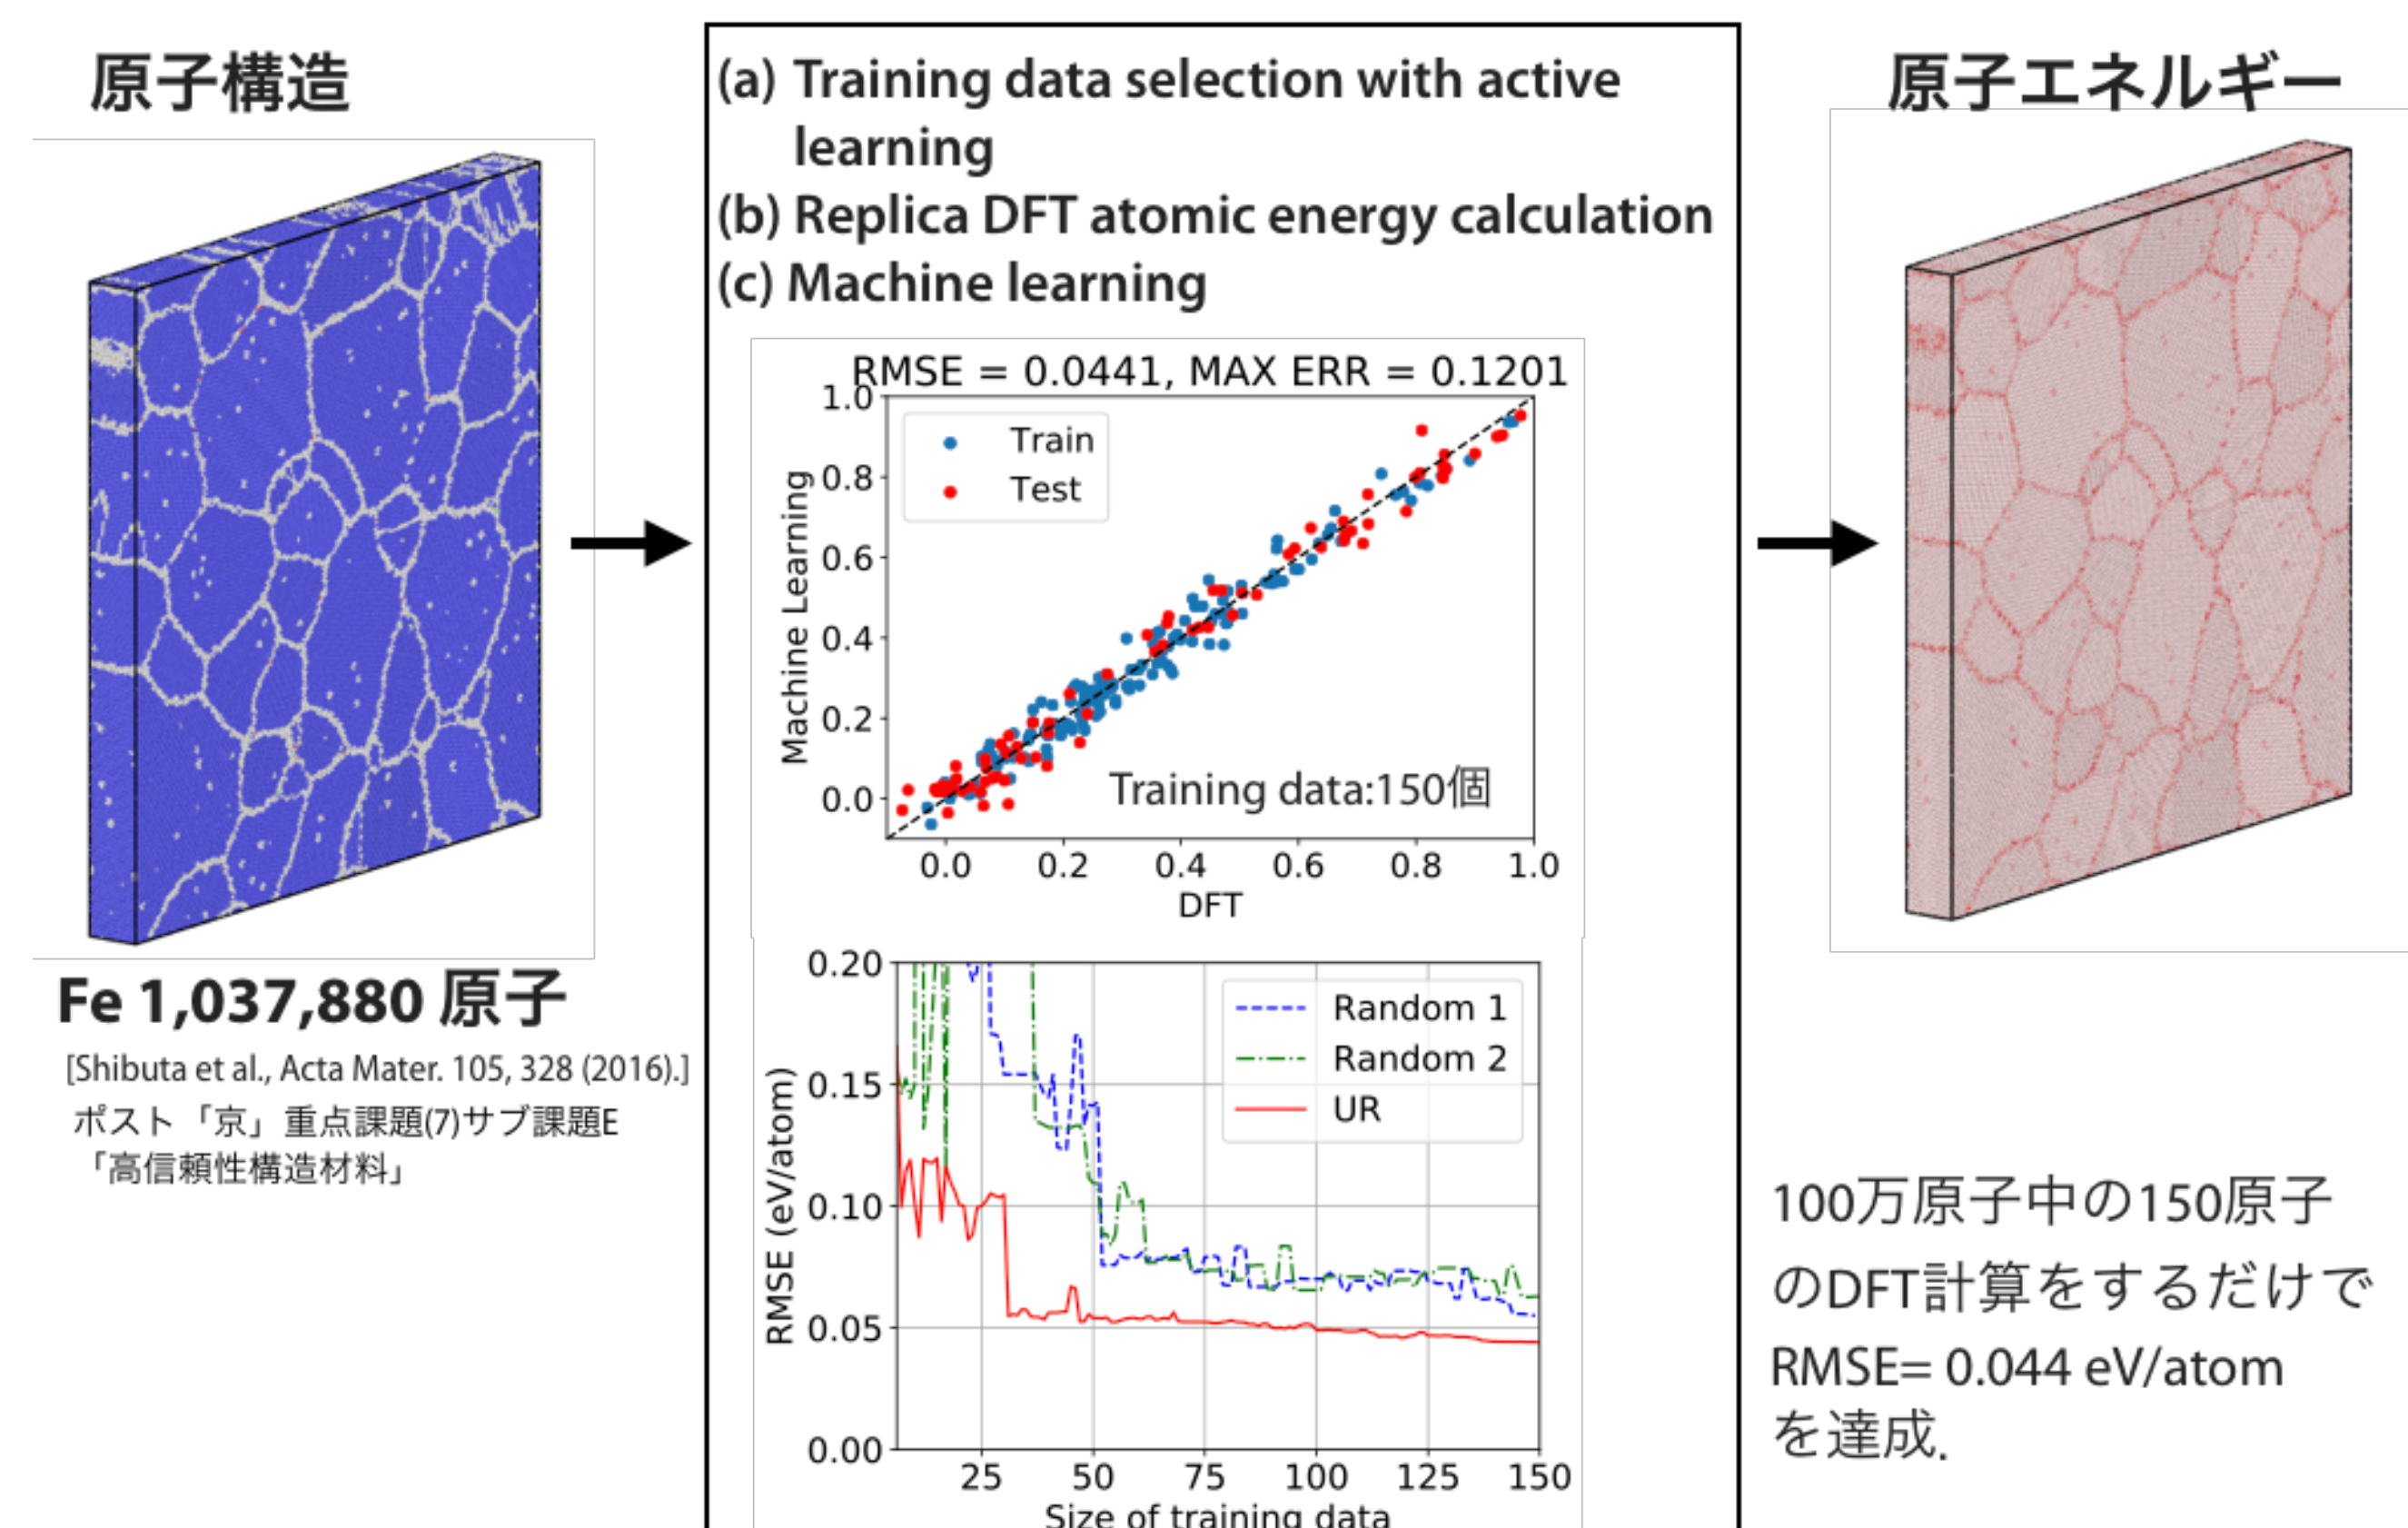 原子構造
Fe 1,037,880 原子
[Shibuta et al., Acta Mater. 105, 328 (2016).]
ポスト「京」重点課題(7)サブ課題E
「高信頼性構造材料」
(a) Training data selection with active
learning
(b) Replica DFT atomic energy calculation
(c) Machine learning
RMSE = 0.0441, MAX ERR = 0.1201
1.0
0.8
0.6
0.4
0.2
0.0
Machine Learning
Train
Test
Training data:150個
0.0 0.2 0.4 0.6 0.8 1.0
DFT
0.20
0.15
0.10
0.05
0.00
RMSE (eV/atom)
Random 1
Random 2
UR
25 50 75 100 125 150
Size of training data
原子エネルギー
100万原子中の150原子
のDFT計算をするだけで
RMSE= 0.044 eV/atom
を達成.